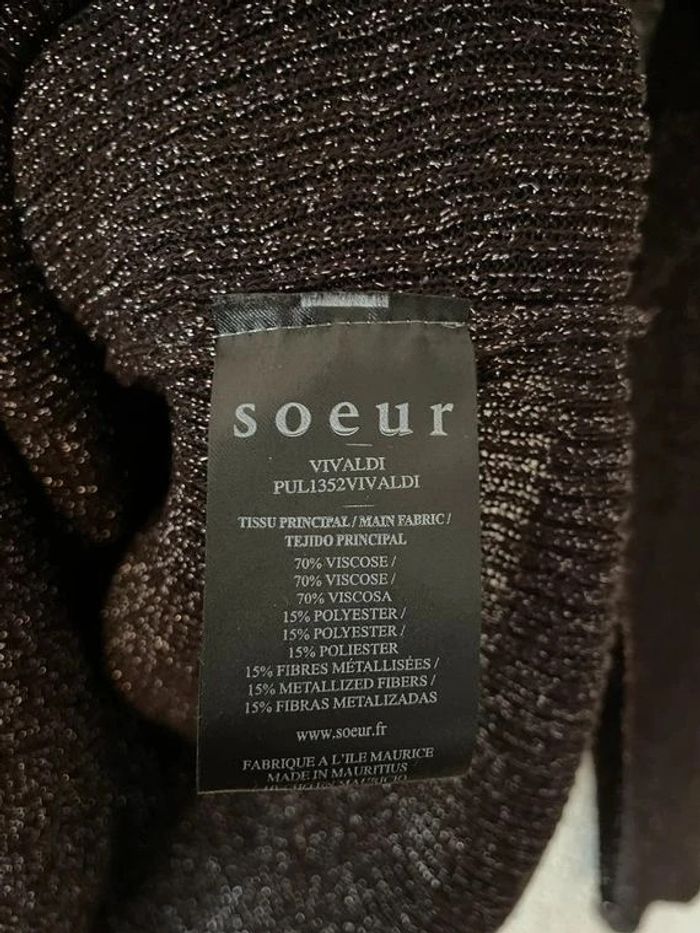 soeur
VIVALDI
PUL1352VIVALDI
TISSU PRINCIPAL / MAIN FABRIC /
TEJIDO PRINCIPAL
70% VISCOSE /
70% VISCOSE /
70% VISCOSA
15% POLYESTER /
15% POLYESTER /
15% POLIESTER
15% FIBRES MÉTALLISÉES /
15% METALLIZED FIBERS /
15% FIBRAS METALIZADAS
www.soeur.fr
FABRIQUE A L'ILE MAURICE
MADE IN MAURITIUS